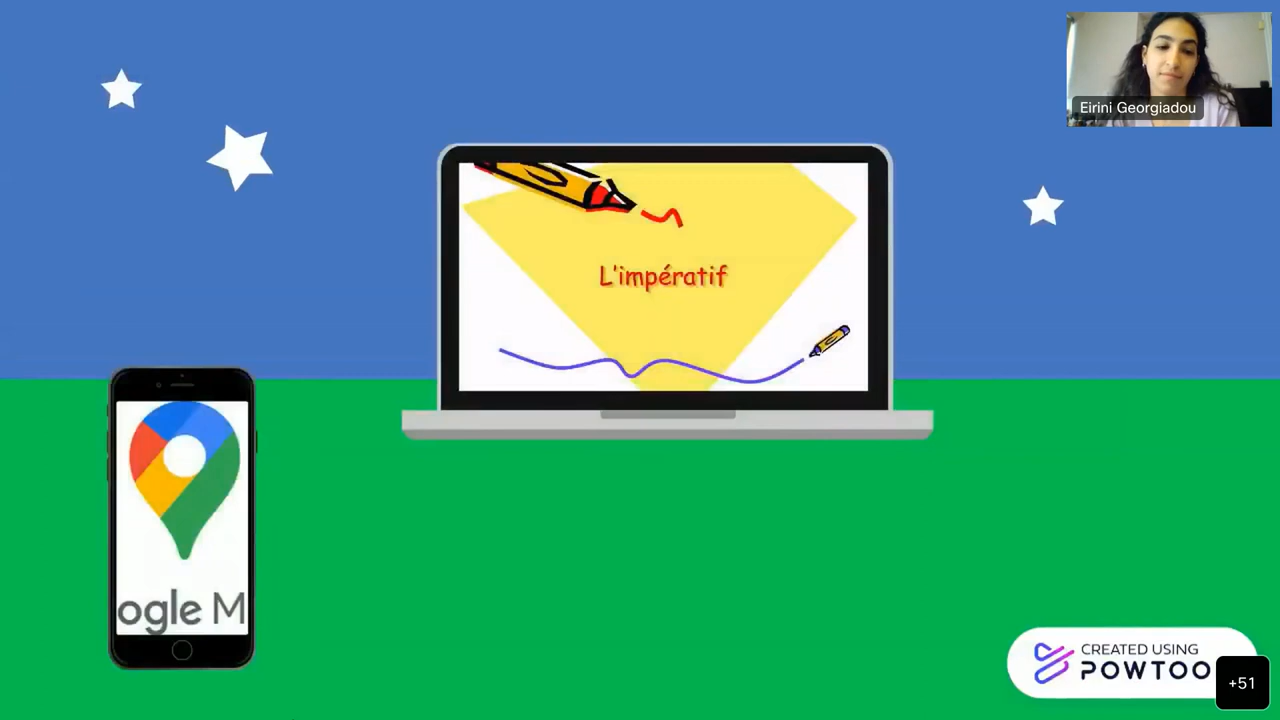 Eirini Georgiadou
L'impératif
ogle M
CREATED USING
POWTOO
+51